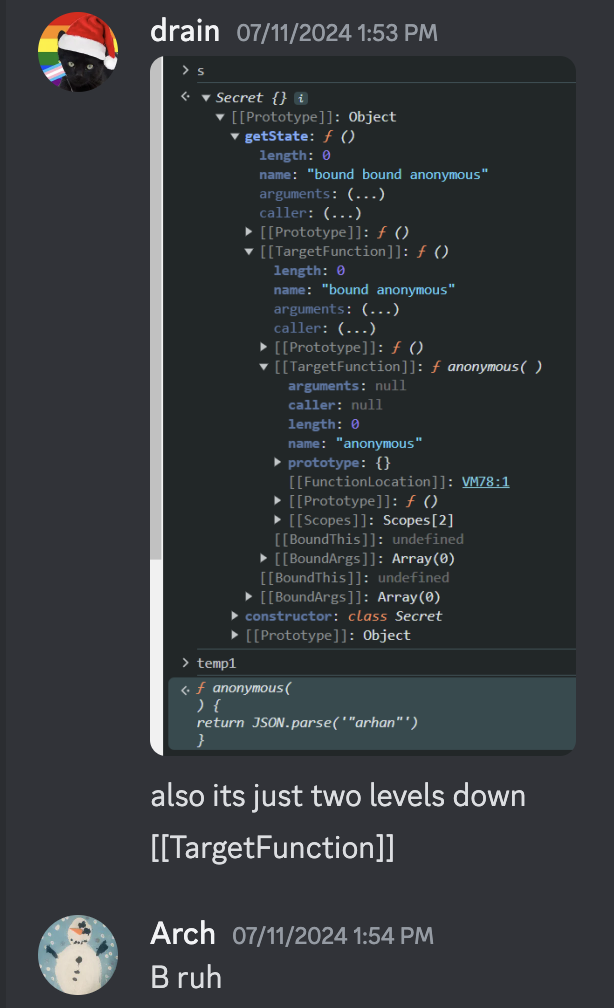 drain 07/11/2024 1:53 PM
> s
Secret {} i
[[Prototype]]: Object
getState: ƒ ()
length: 0
name: "bound bound anonymous"
arguments: (...)
caller: (...)
[[Prototype]]: ƒ ()
[[TargetFunction]]: ƒ ()
length: 0
name: "bound anonymous"
arguments: (...)
caller: (...)
[[Prototype]]: ƒ ()
[[TargetFunction]]: ƒ anonymous( )
arguments: null
caller: null
length: 0
name: "anonymous"
prototype: {}
[[FunctionLocation]]: VM78:1
[[Prototype]]: ƒ ()
[[Scopes]]: Scopes[2]
[[BoundThis]]: undefined
[[BoundArgs]]: Array(0)
[[BoundThis]]: undefined
[[BoundArgs]]: Array(0)
constructor: class Secret
[[Prototype]]: Object
> temp1
ƒ anonymous(
) {
return JSON.parse('"arhan"')
}
also its just two levels down
[[TargetFunction]]
Arch 07/11/2024 1:54 PM
B ruh